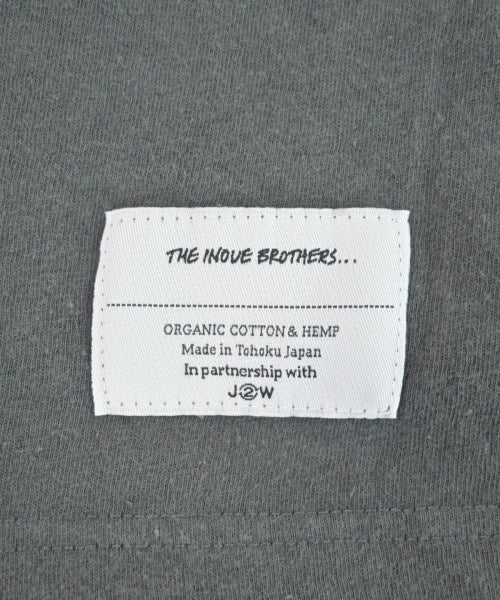 THE INOUE BROTHERS...
ORGANIC COTTON & HEMP
Made in Tohoku Japan
In partnership with
J②W